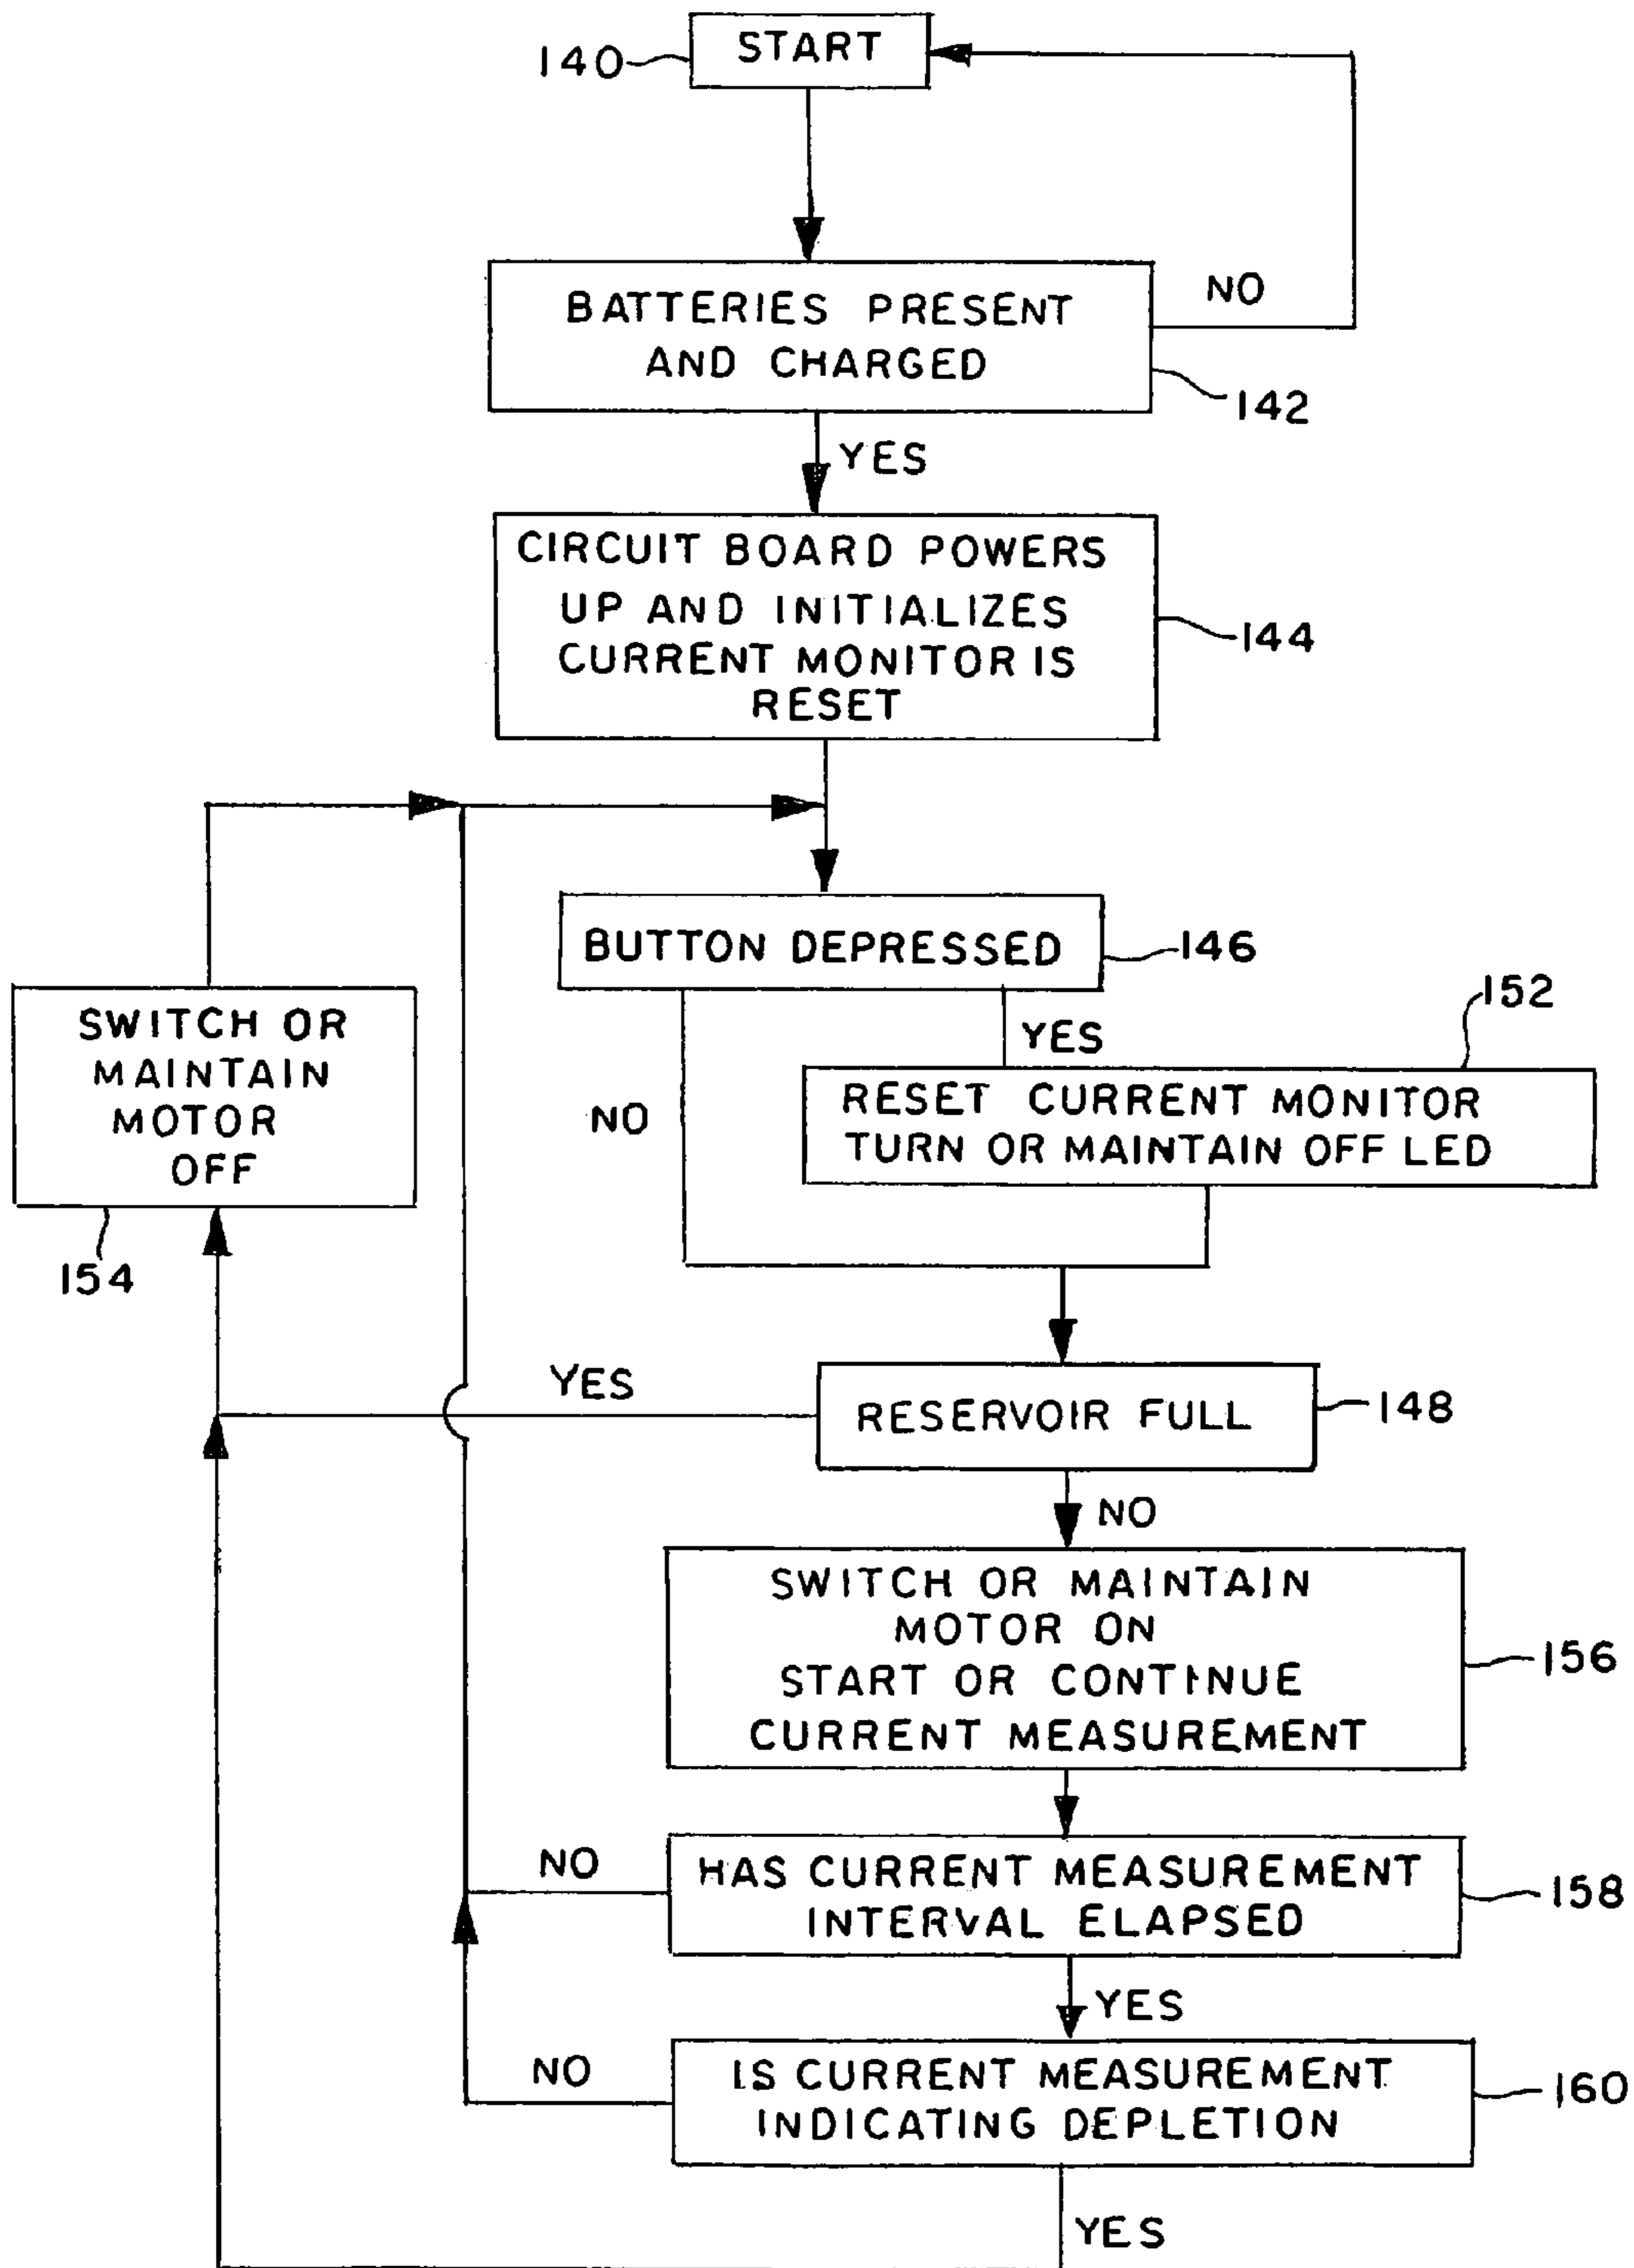 START
140
BATTERIES PRESENT
AND CHARGED
NO
142
YES
CIRCUIT BOARD POWERS
UP AND INITIALIZES
CURRENT MONITOR IS
RESET
144
BUTTON DEPRESSED
146
SWITCH OR
MAINTAIN
MOTOR
OFF
154
NO
YES
152
RESET CURRENT MONITOR
TURN OR MAINTAIN OFF LED
YES
RESERVOIR FULL
148
NO
SWITCH OR MAINTAIN
MOTOR ON
START OR CONTINUE
CURRENT MEASUREMENT
156
NO
HAS CURRENT MEASUREMENT
INTERVAL ELAPSED
158
YES
NO
IS CURRENT MEASUREMENT
INDICATING DEPLETION
160
YES